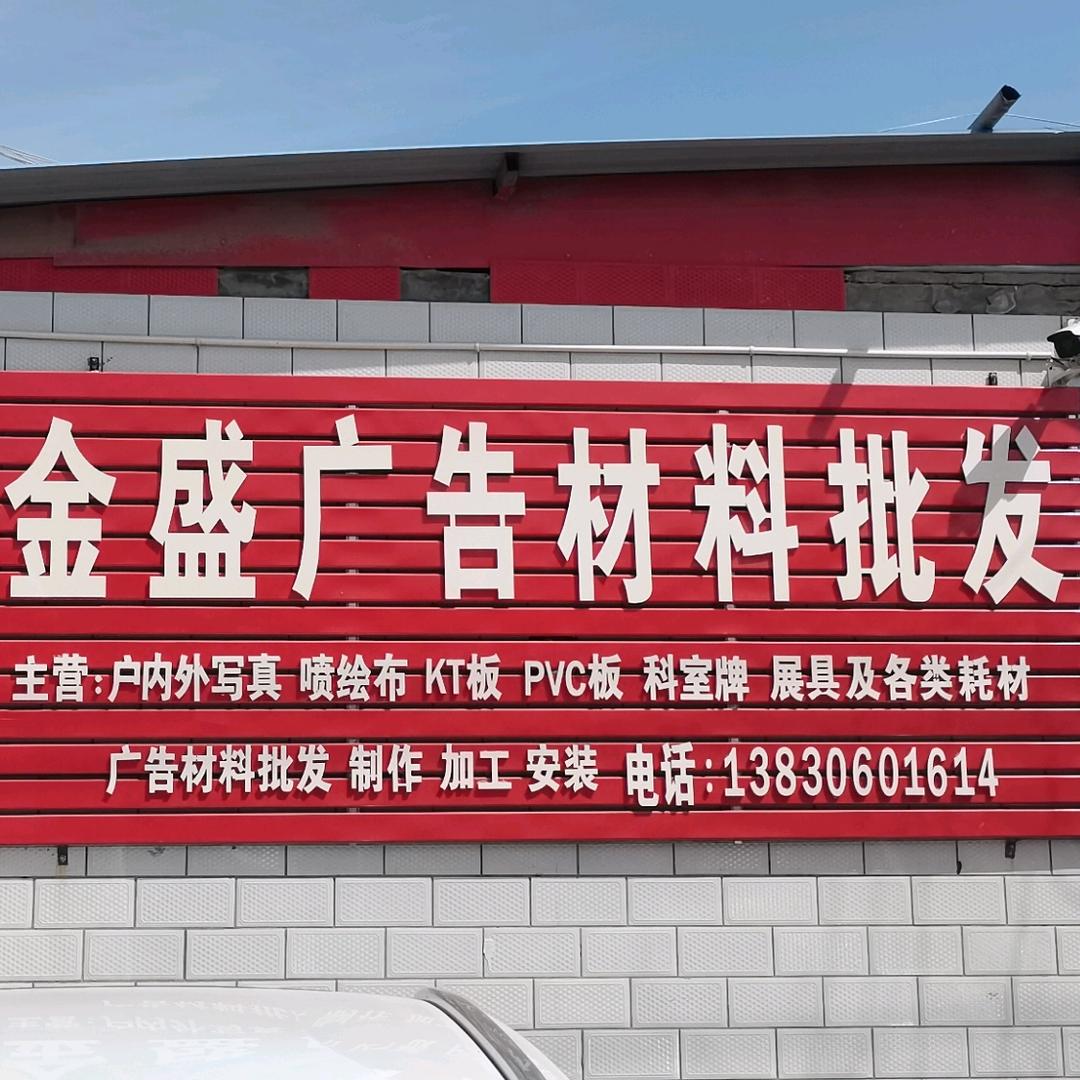 金盛广告材料批发
主营:户内外写真 喷绘布 KT板 PVC板 科室牌 展具及各类耗材
广告材料批发 制作 加工 安装 电话:13830601614